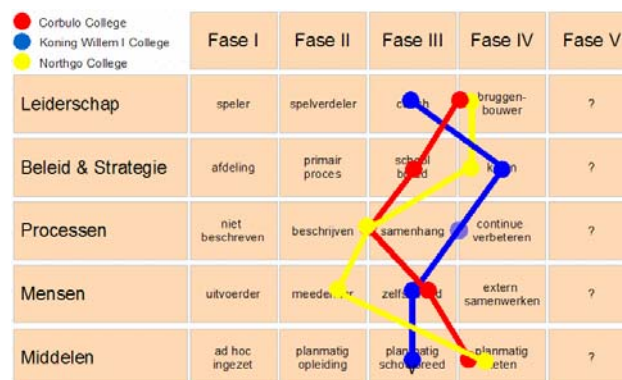 Corbulo College
Koning Willem I College
Northgo College
Fase I
Fase II
Fase III
Fase IV
Fase V
Leiderschap
speler
spelverdeler
bruggen-
bouwer
?
Beleid & Strategie
afdeling
primair
proces
school
?
Processen
niet
beschreven
beschrijven
samenhang
continue
verbeteren
?
Mensen
uitvoerder
extern
samenwerken
?
Middelen
ad hoc
ingezet
planmatig
opleiding
planmatig
planmatig
?